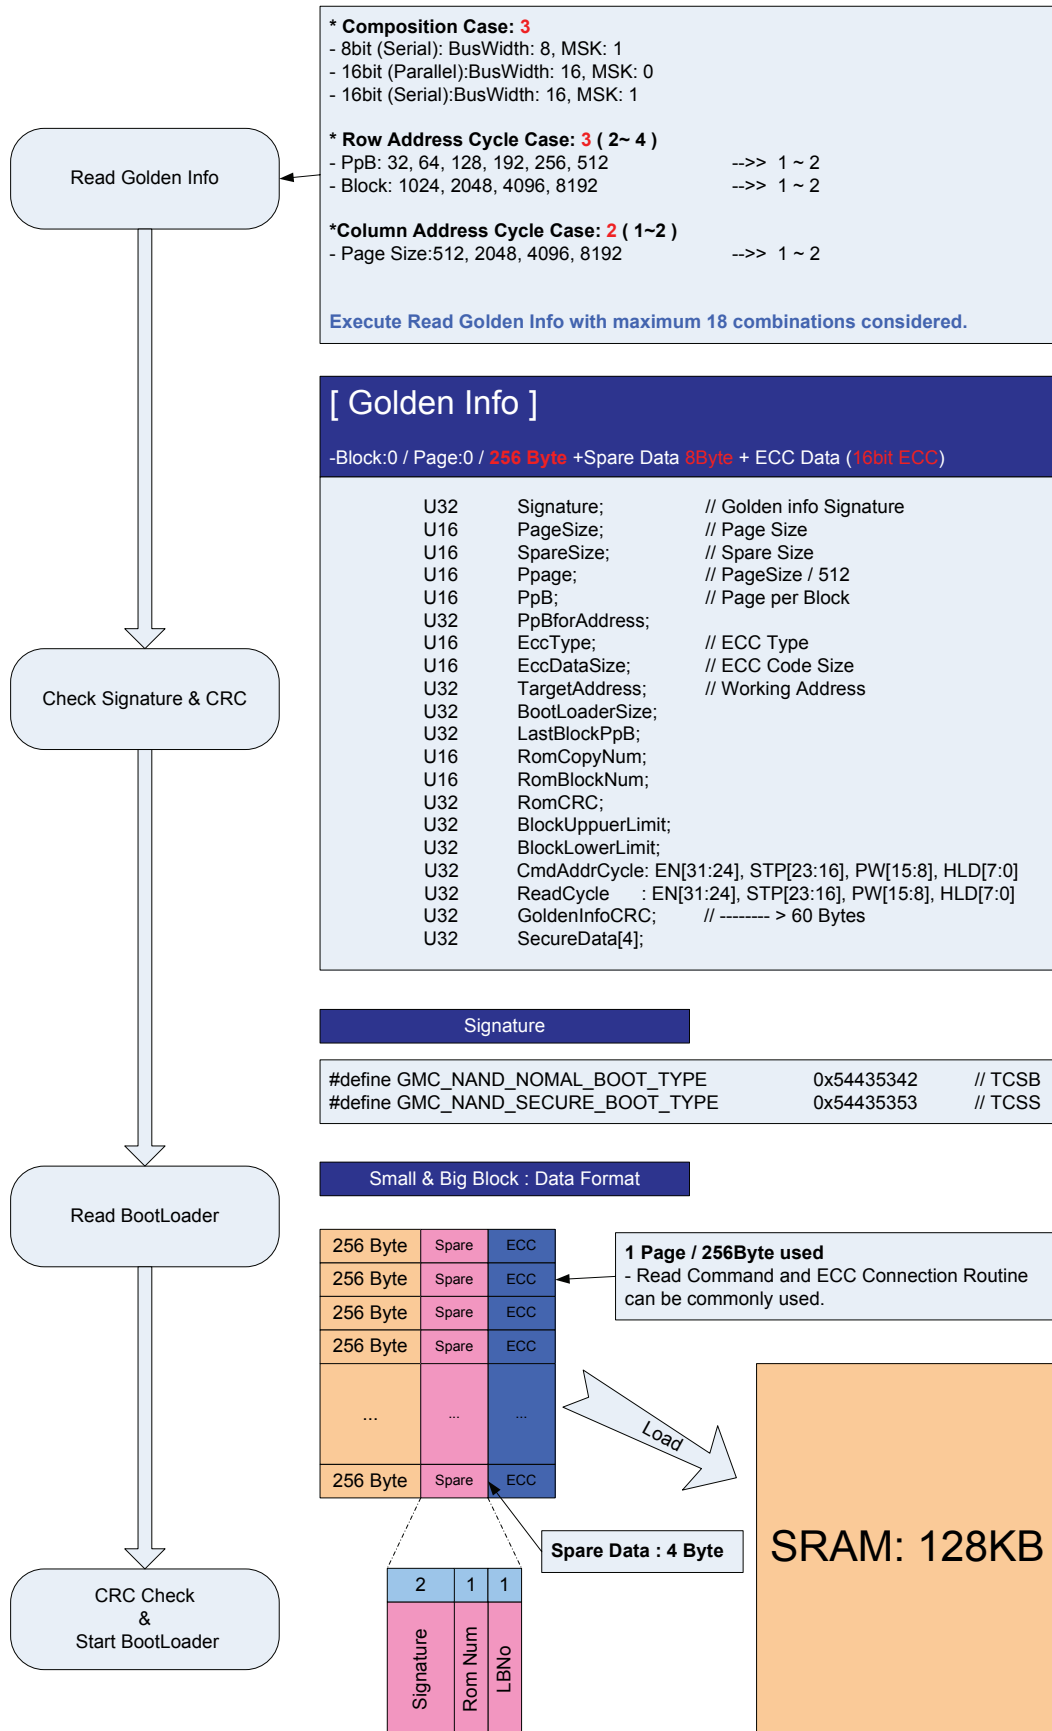 * Composition Case: 3
- 8bit (Serial): BusWidth: 8, MSK: 1
- 16bit (Parallel):BusWidth: 16, MSK: 0
- 16bit (Serial):BusWidth: 16, MSK: 1
* Row Address Cycle Case: 3 ( 2~ 4 )
- PpB: 32, 64, 128, 192, 256, 512 -->> 1 ~ 2
- Block: 1024, 2048, 4096, 8192 -->> 1 ~ 2
*Column Address Cycle Case: 2 ( 1~2 )
- Page Size:512, 2048, 4096, 8192 -->> 1 ~ 2
Execute Read Golden Info with maximum 18 combinations considered.
Read Golden Info
[ Golden Info ]
-Block:0 / Page:0 / 256 Byte +Spare Data 8Byte + ECC Data (16bit ECC)
U32 Signature; // Golden info Signature
U16 PageSize; // Page Size
U16 SpareSize; // Spare Size
U16 Ppage; // PageSize / 512
U16 PpB; // Page per Block
U32 PpBforAddress;
U16 EccType; // ECC Type
U16 EccDataSize; // ECC Code Size
U32 TargetAddress; // Working Address
U32 BootLoaderSize;
U32 LastBlockPpB;
U16 RomCopyNum;
U16 RomBlockNum;
U32 RomCRC;
U32 BlockUppuerLimit;
U32 BlockLowerLimit;
U32 CmdAddrCycle: EN[31:24], STP[23:16], PW[15:8], HLD[7:0]
U32 ReadCycle : EN[31:24], STP[23:16], PW[15:8], HLD[7:0]
U32 GoldenInfoCRC; // -------- > 60 Bytes
U32 SecureData[4];
Check Signature & CRC
Signature
#define GMC_NAND_NOMAL_BOOT_TYPE 0x54435342 // TCSB
#define GMC_NAND_SECURE_BOOT_TYPE 0x54435353 // TCSS
Small & Big Block : Data Format
Read BootLoader
256 Byte Spare ECC
256 Byte Spare ECC
256 Byte Spare ECC
256 Byte Spare ECC
... ... ...
256 Byte Spare ECC
1 Page / 256Byte used
- Read Command and ECC Connection Routine
can be commonly used.
Load
SRAM: 128KB
Spare Data : 4 Byte
2 1 1
Signature
Rom Num
LBNo
CRC Check
&
Start BootLoader